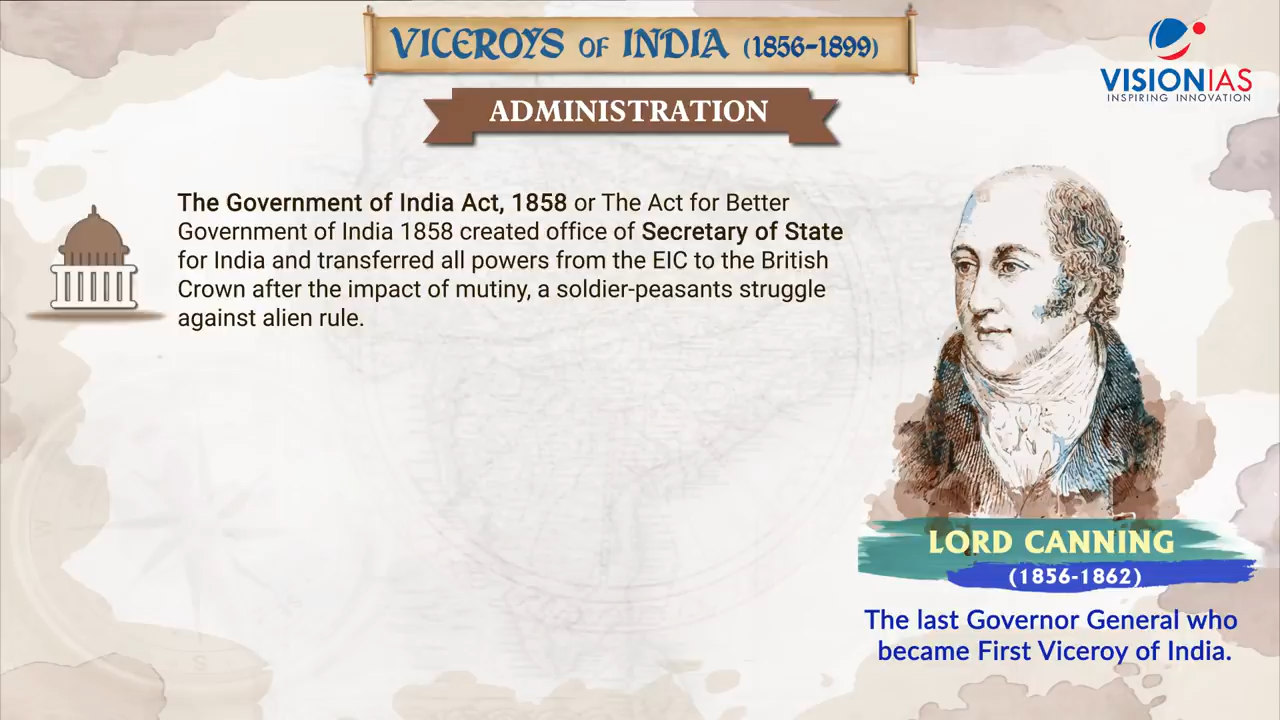 VICEROYS OF INDIA (1856-1899)
VISIONIAS
INSPIRING INNOVATION
ADMINISTRATION
The Government of India Act, 1858 or The Act for Better
Government of India 1858 created office of Secretary of State
for India and transferred all powers from the EIC to the British
Crown after the impact of mutiny, a soldier-peasants struggle
against alien rule.
LORD CANNING
(1856-1862)
The last Governor General who
became First Viceroy of India.
S